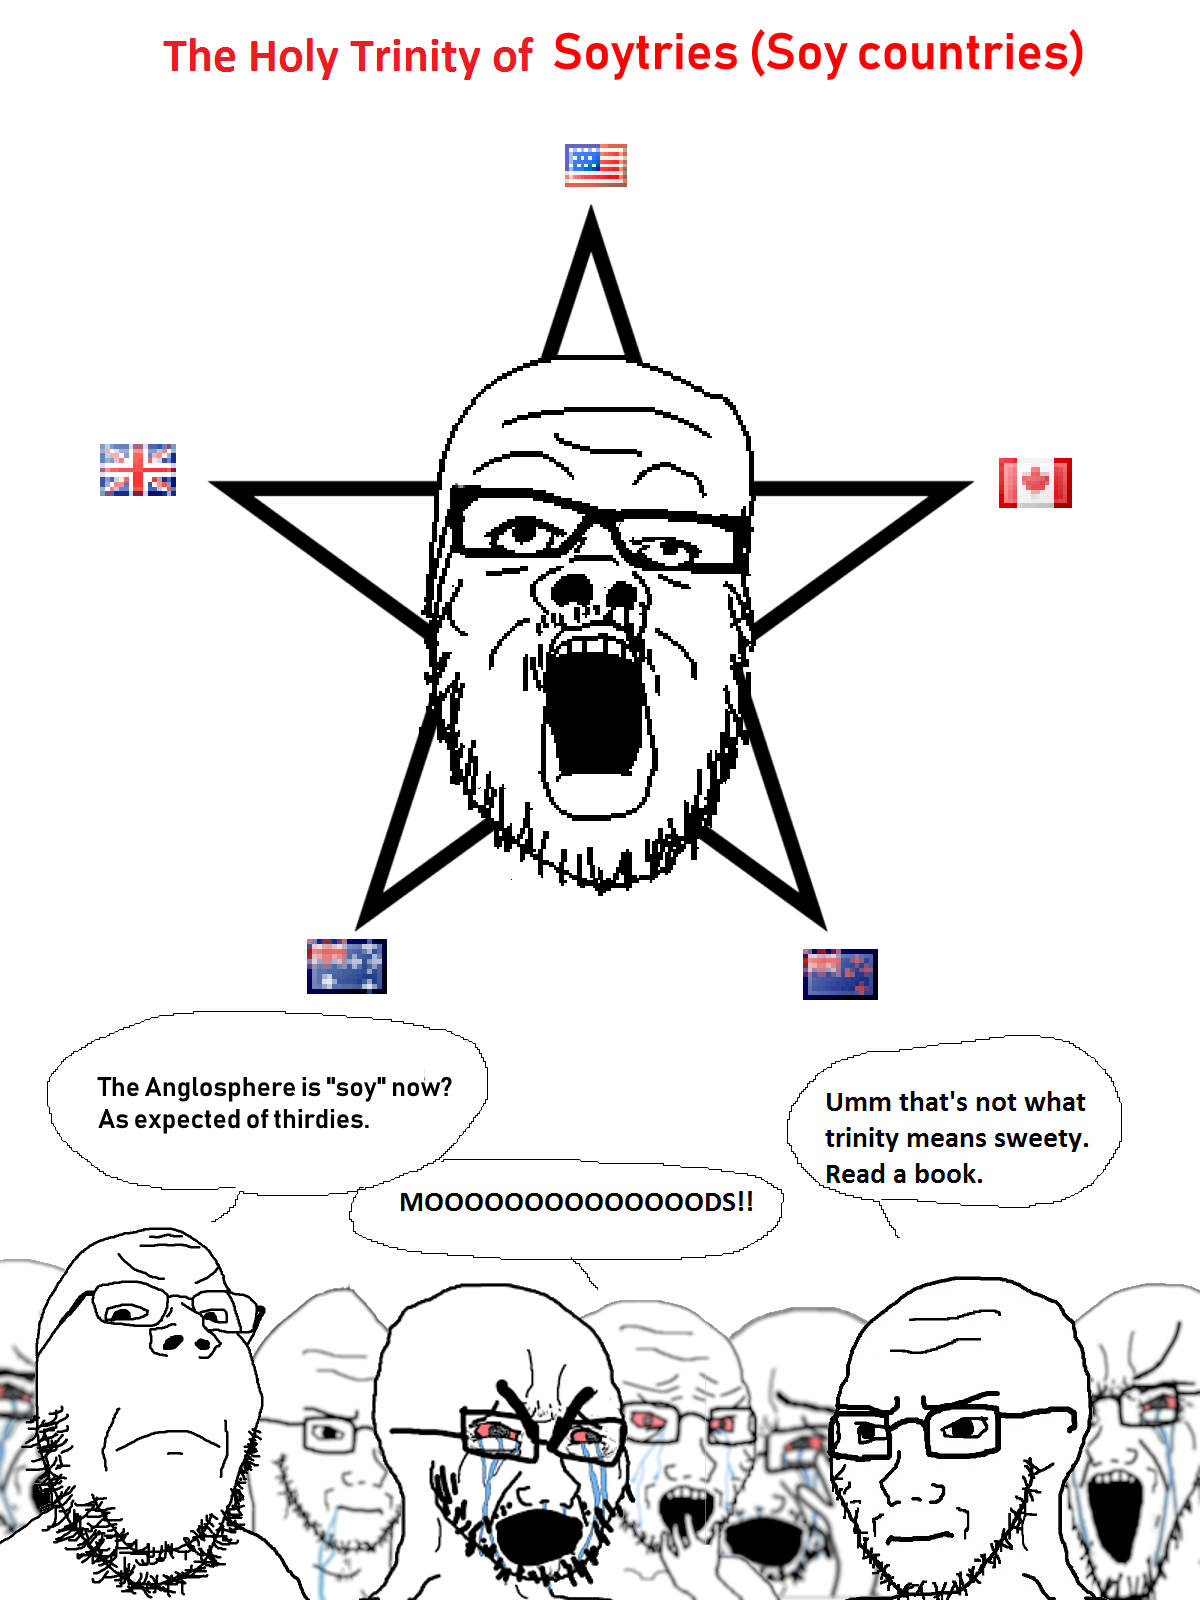 The Holy Trinity of Soytries (Soy countries)
The Anglosphere is "soy" now?
As expected of thirdies.
Umm that's not what
trinity means sweety.
Read a book.
MOOOOOOOOOOOOOODS!!